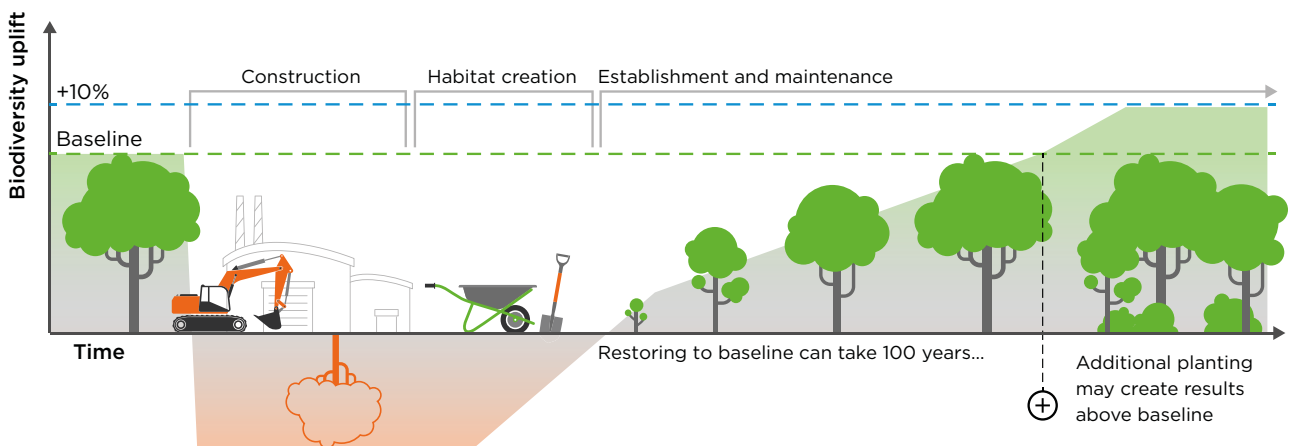 Biodiversity uplift
Construction
Habitat creation
Establishment and maintenance
+10%
Baseline
Time
Restoring to baseline can take 100 years...
Additional planting
may create results
above baseline